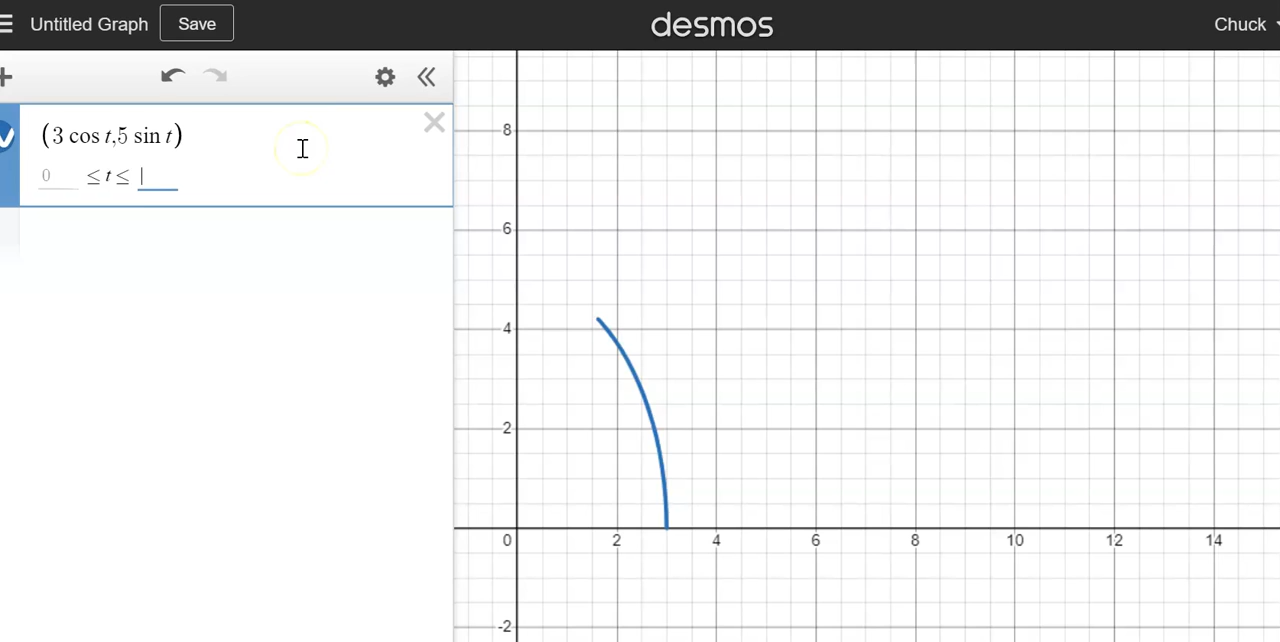 Untitled Graph Save desmos Chuck
(3 cos t,5 sin t)
0 ≤ t ≤
8
6
4
2
0 2 4 6 8 10 12 14
-2